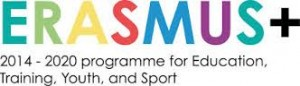 ERASMUS+
2014 - 2020 programme for Education,
Training, Youth, and Sport